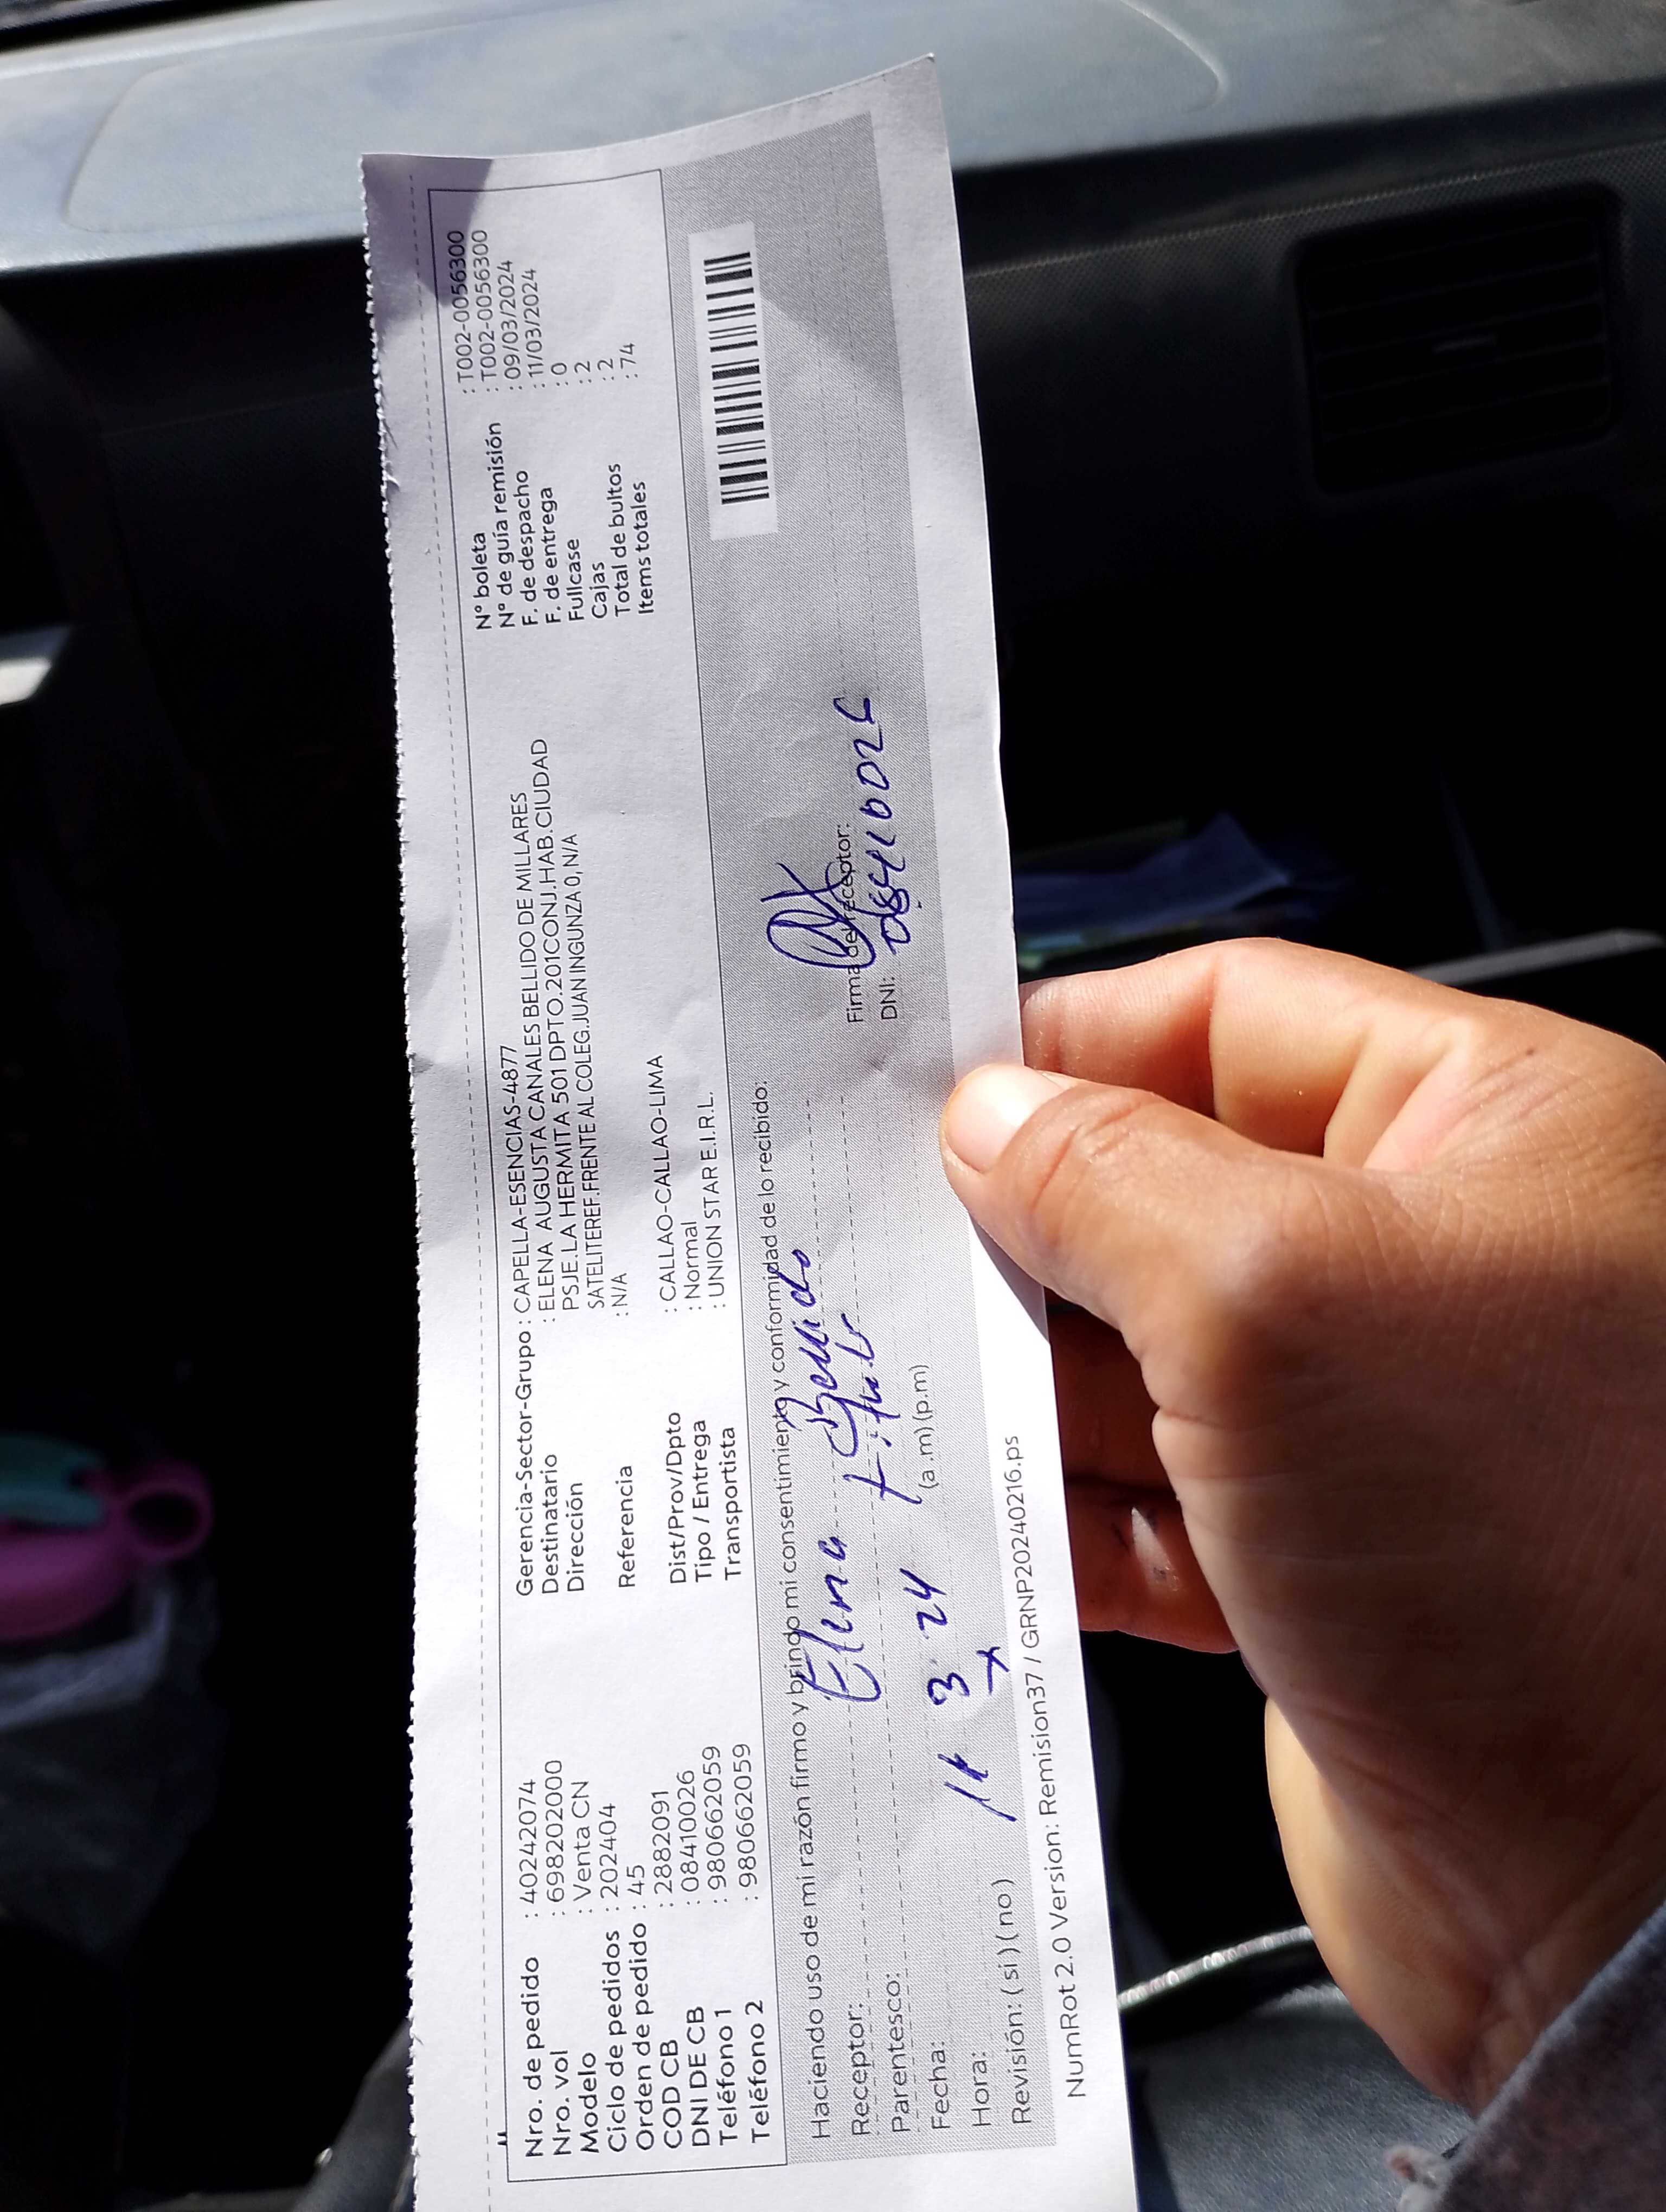 Nro. de pedido : 40242074
Nro. vol : 698202000
Modelo : Venta CN
Ciclo de pedidos : 202404
Orden de pedido : 45
COD CB : 2882091
DNI DE CB : 08410026
Teléfono 1 : 980662059
Teléfono 2 : 980662059
Gerencia-Sector-Grupo : CAPELLA-ESENCIAS-4877
Destinatario : ELENA AUGUSTA CANALES BELLIDO DE MILLARES
Dirección PSJE.LA HERMITA 501 DPTO.201CONJ.HAB.CIUDAD
SATELITEREF.FRENTE AL COLEG.JUAN INGUNZA 0, N/A
Referencia : N/A
Dist/Prov/Dpto : CALLAO-CALLAO-LIMA
Tipo / Entrega : Normal
Transportista : UNION STAR E.I.R.L.
N° boleta : T002-0056300
N° de guía remisión : T002-0056300
F. de despacho : 09/03/2024
F. de entrega : 11/03/2024
Fullcase : 0
Cajas : 2
Total de bultos : 2
Items totales : 74
Haciendo uso de mi razón firmo y brindo mi consentimiento y conformidad de lo recibido:
Receptor: Elena Bellido
Parentesco:
Fecha: 11 3 24
Hora: (a.m) (p.m)
Revisión: ( si ) ( no )
Firma del receptor:
DNI: 08410026
NumRot 2.0 Version: Remision37 / GRNP20240216.ps